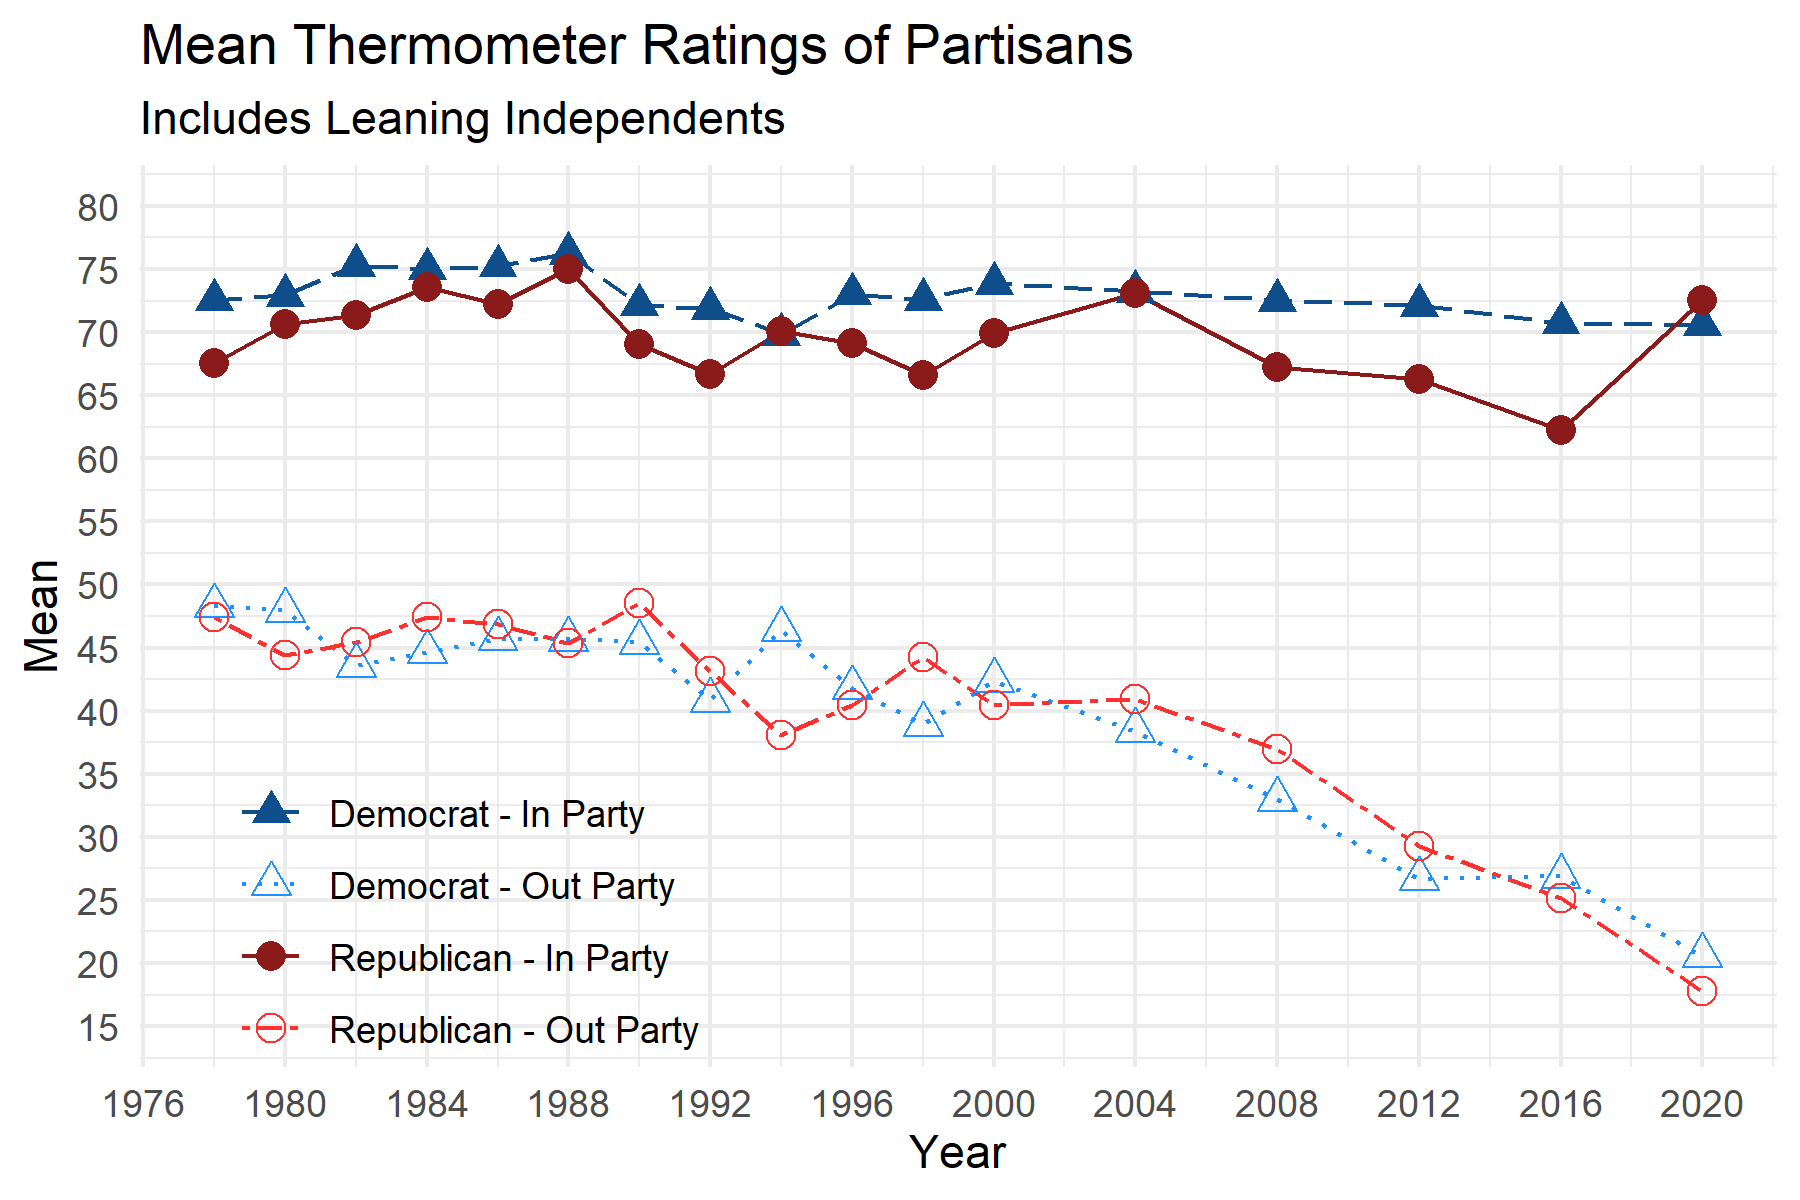 Mean Thermometer Ratings of Partisans
Includes Leaning Independents
80
75
70
65
60
55
50
45
40
35
30
25
20
15
Mean
Democrat - In Party
Democrat - Out Party
Republican - In Party
Republican - Out Party
1976 1980 1984 1988 1992 1996 2000 2004 2008 2012 2016 2020
Year